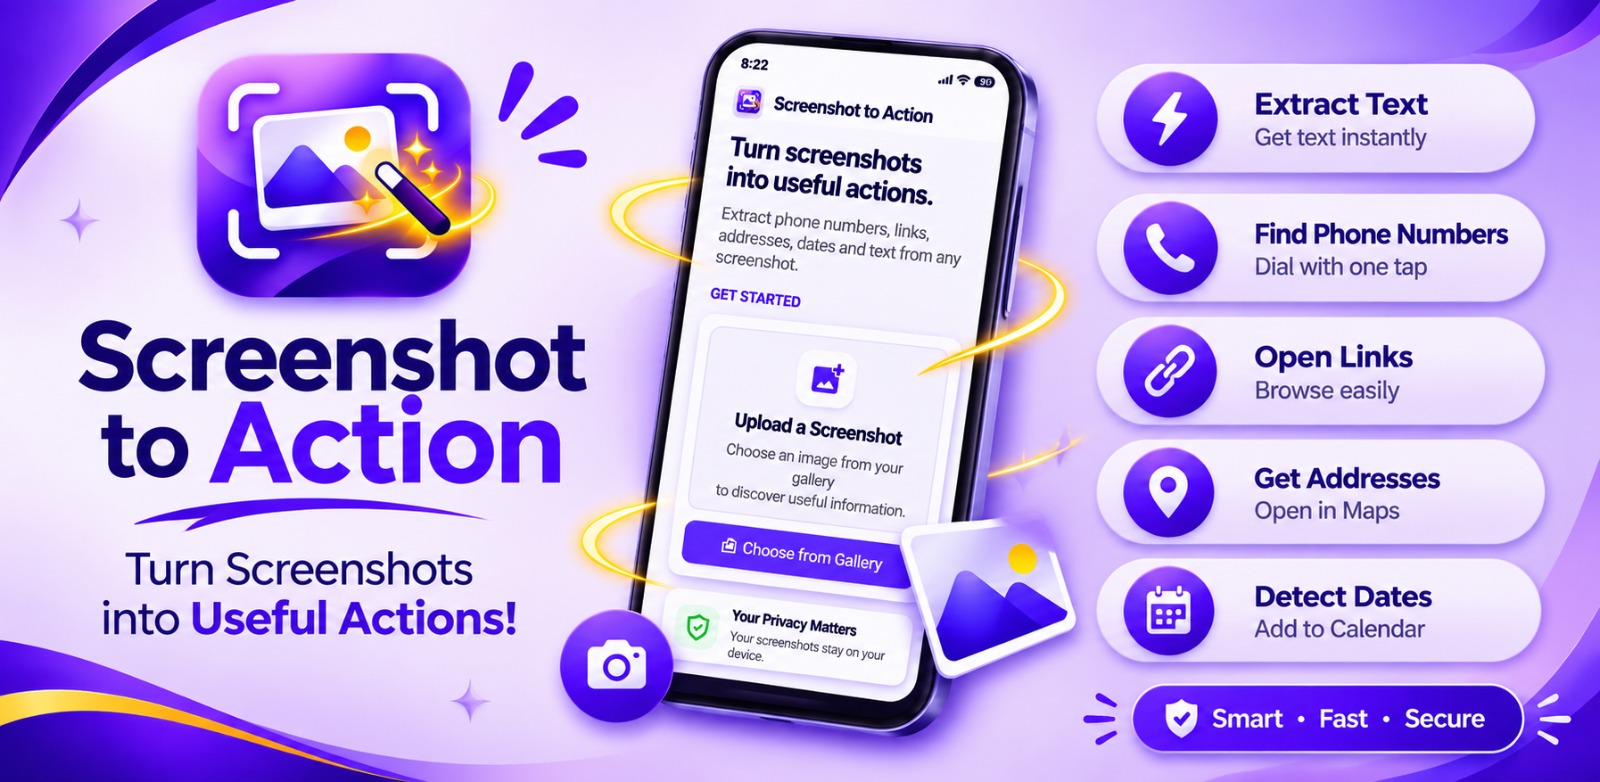 Screenshot
to Action
Turn Screenshots
into Useful Actions!
8:22
90
Screenshot to Action
Turn screenshots
into useful actions.
Extract phone numbers, links,
addresses, dates and text from any
screenshot.
GET STARTED
Upload a Screenshot
Choose an image from your
gallery
to discover useful information.
Choose from Gallery
Your Privacy Matters
Your screenshots stay on your
device.
Extract Text
Get text instantly
Find Phone Numbers
Dial with one tap
Open Links
Browse easily
Get Addresses
Open in Maps
Detect Dates
Add to Calendar
Smart • Fast • Secure